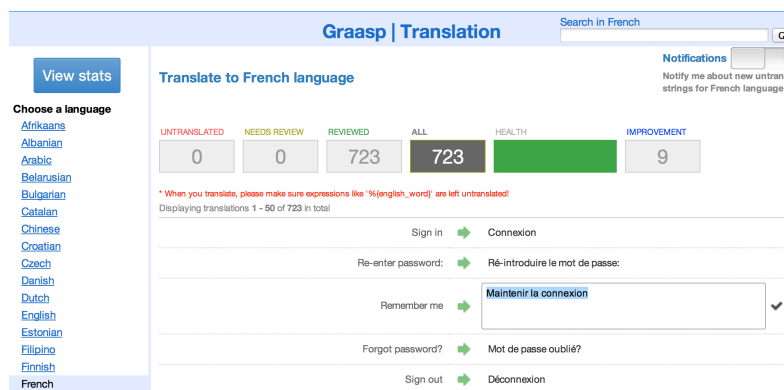 Graasp | Translation
Search in French
View stats
Choose a language
Afrikaans
Albanian
Arabic
Belarusian
Bulgarian
Catalan
Chinese
Croatian
Czech
Danish
Dutch
English
Estonian
Filipino
Finnish
French
Translate to French language
Notifications
Notify me about new
strings for French language
UNTRANSLATED NEEDS REVIEW REVIEWED ALL HEALTH IMPROVEMENT
0 0 723 723 9
* When you translate, please make sure expressions like '%{english_word}' are left untranslated!
Displaying translations 1 - 50 of 723 in total
Sign in Connexion
Re-enter password: Ré-introduire le mot de passe:
Remember me Maintenir la connexion
Forgot password? Mot de passe oublié?
Sign out Déconnexion